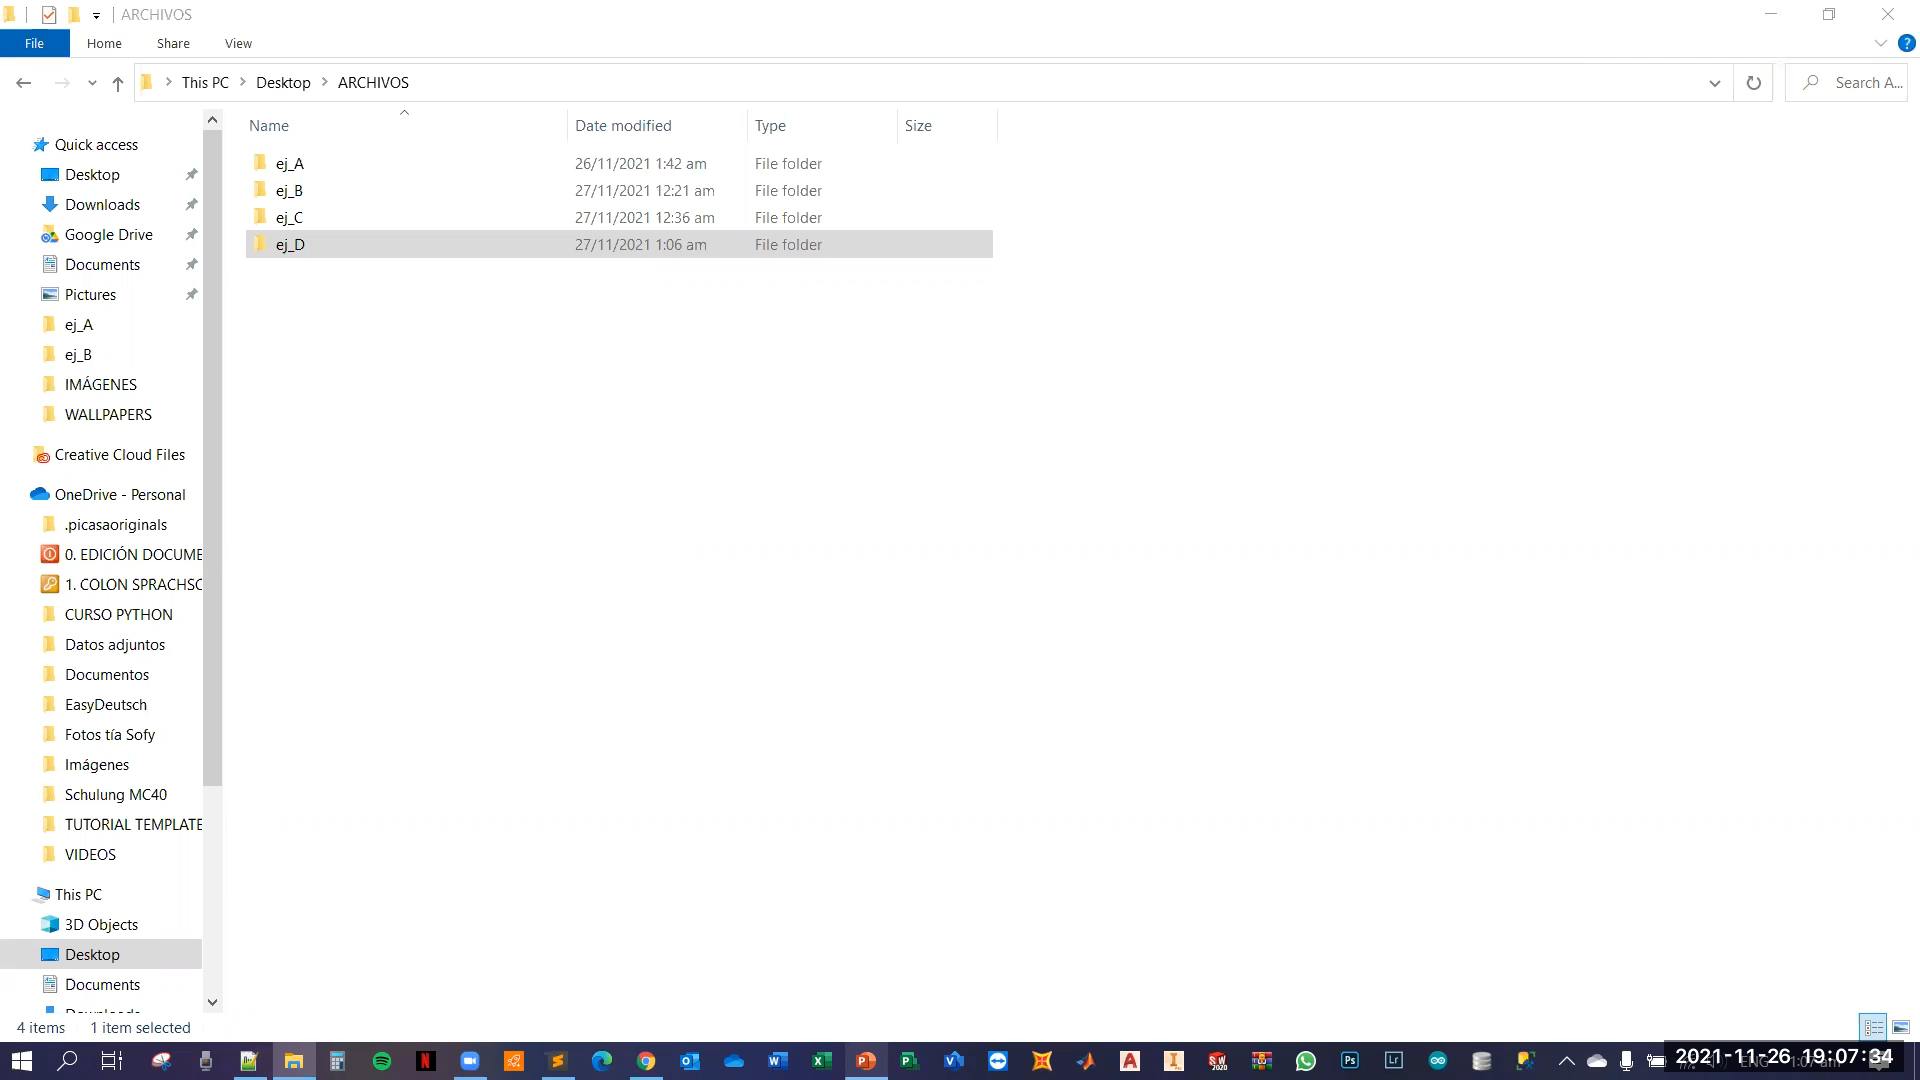 ARCHIVOS
File Home Share View
This PC Desktop ARCHIVOS
Search A...
Name Date modified Type Size
ej_A 26/11/2021 1:42 am File folder
ej_B 27/11/2021 12:21 am File folder
ej_C 27/11/2021 12:36 am File folder
ej_D 27/11/2021 1:06 am File folder
Quick access
Desktop
Downloads
Google Drive
Documents
Pictures
ej_A
ej_B
IMÁGENES
WALLPAPERS
Creative Cloud Files
OneDrive - Personal
.picasaoriginals
0. EDICIÓN DOCUME
1. COLON SPRACHSC
CURSO PYTHON
Datos adjuntos
Documentos
EasyDeutsch
Fotos tía Sofy
Imágenes
Schulung MC40
TUTORIAL TEMPLATE
VIDEOS
This PC
3D Objects
Desktop
Documents
4 items 1 item selected
2021-11-26 19:07:34